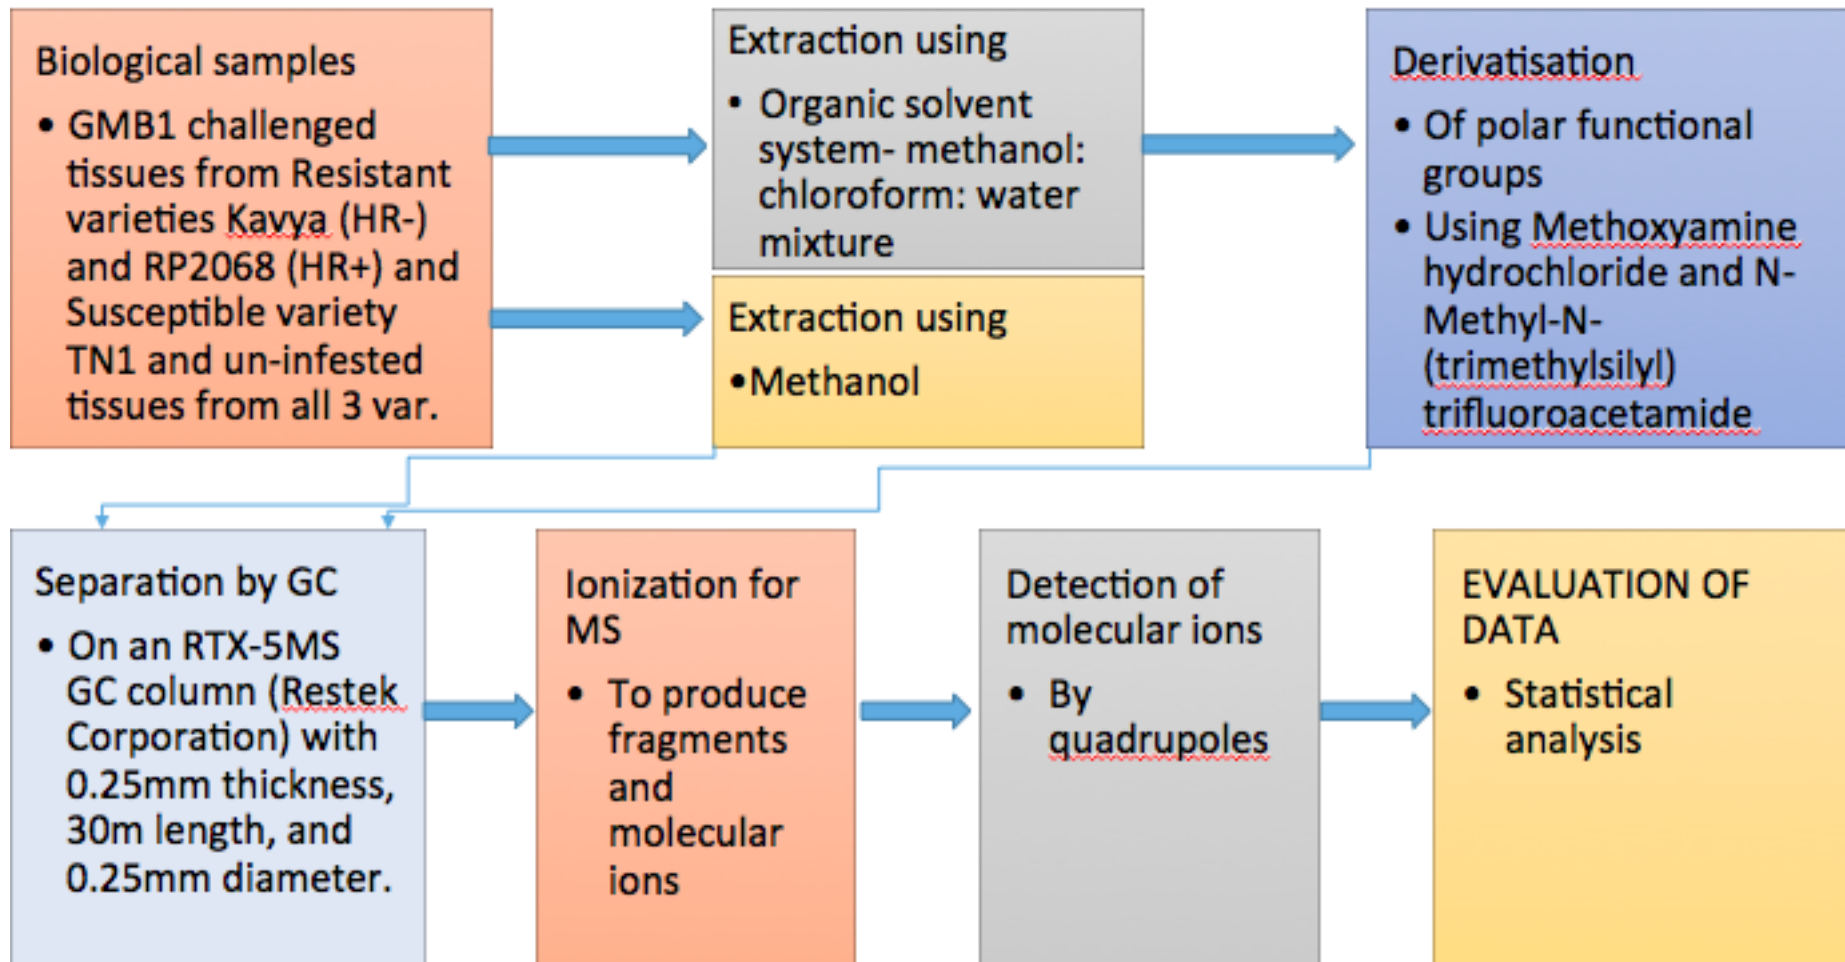 Biological samples
• GMB1 challenged
tissues from Resistant
varieties Kavya (HR-)
and RP2068 (HR+) and
Susceptible variety
TN1 and un-infested
tissues from all 3 var.
Extraction using
• Organic solvent
system- methanol:
chloroform: water
mixture
Extraction using
•Methanol
Derivatisation
• Of polar functional
groups
• Using Methoxyamine
hydrochloride and N-
Methyl-N-
(trimethylsilyl)
trifluoroacetamide
Separation by GC
• On an RTX-5MS
GC column (Restek
Corporation) with
0.25mm thickness,
30m length, and
0.25mm diameter.
Ionization for
MS
• To produce
fragments
and
molecular
ions
Detection of
molecular ions
• By
quadrupoles
EVALUATION OF
DATA
• Statistical
analysis